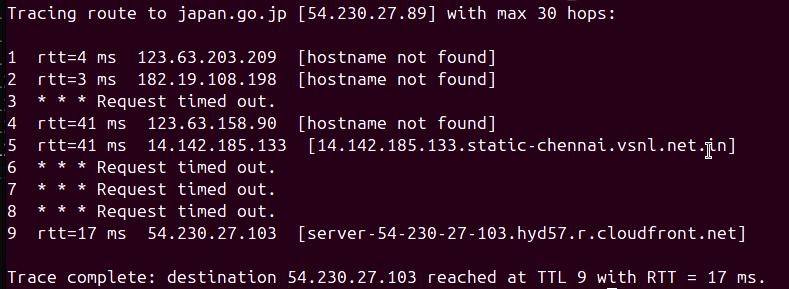 Tracing route to japan.go.jp [54.230.27.89] with max 30 hops:
1 rtt=4 ms 123.63.203.209 [hostname not found]
2 rtt=3 ms 182.19.108.198 [hostname not found]
3 * * * Request timed out.
4 rtt=41 ms 123.63.158.90 [hostname not found]
5 rtt=41 ms 14.142.185.133 [14.142.185.133.static-chennai.vsnl.net.in]
6 * * * Request timed out.
7 * * * Request timed out.
8 * * * Request timed out.
9 rtt=17 ms 54.230.27.103 [server-54-230-27-103.hyd57.r.cloudfront.net]
Trace complete: destination 54.230.27.103 reached at TTL 9 with RTT = 17 ms.